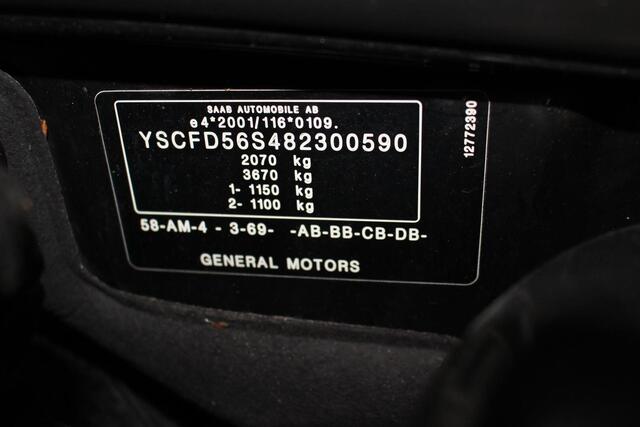 SAAB AUTOMOBILE AB
e4*2001/116*0109.
YSCFD56S482300590
2070 kg
3670 kg
1- 1150 kg
2- 1100 kg
58-AM-4 - 3-69- -AB-BB-CB-DB-
GENERAL MOTORS
12772390